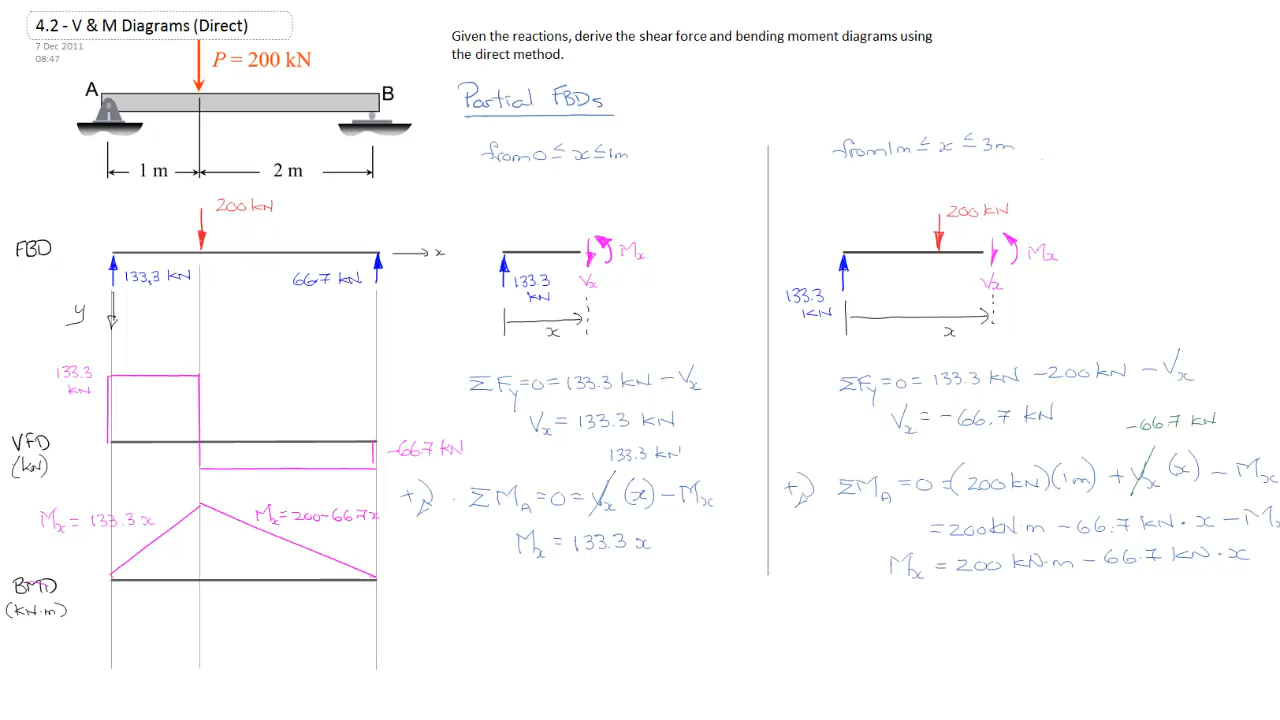 4.2 - V & M Diagrams (Direct)
7 Dec 2011
08:47
Given the reactions, derive the shear force and bending moment diagrams using
the direct method.
P = 200 kN
A
B
1 m
2 m
FBD
200 kN
x
133.3 kN
66.7 kN
y
133.3
kN
VFD
(kN)
-66.7 kN
Mx = 133.3 x
Mx = 200-66.7x
BMD
(kN·m)
Partial FBDs
from 0 ≤ x ≤ 1m
Mx
133.3
kN
Vx
x
ΣFy = 0 = 133.3 kN - Vx
Vx = 133.3 kN
133.3 kN
+ ΣMA = 0 = Vx (x) - Mx
Mx = 133.3 x
from 1m ≤ x ≤ 3m
200 kN
Mx
Vx
133.3
kN
x
ΣFy = 0 = 133.3 kN - 200 kN - Vx
Vx = -66.7 kN
-66.7 kN
+ ΣMA = 0 = (200 kN)(1m) + Vx (x) - Mx
= 200 kN·m - 66.7 kN · x - Mx
Mx = 200 kN·m - 66.7 kN · x